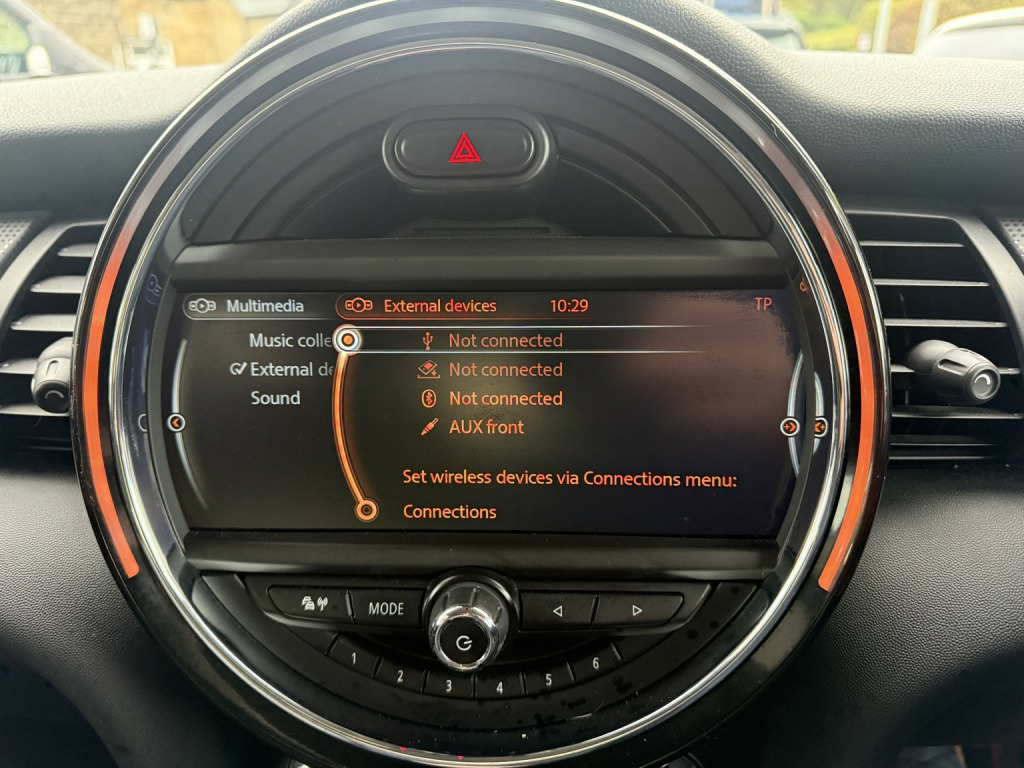 Multimedia External devices 10:29 TP
Music colle Not connected
External de Not connected
Sound Not connected
AUX front
Set wireless devices via Connections menu:
Connections
MODE
1 2 3 4 5 6